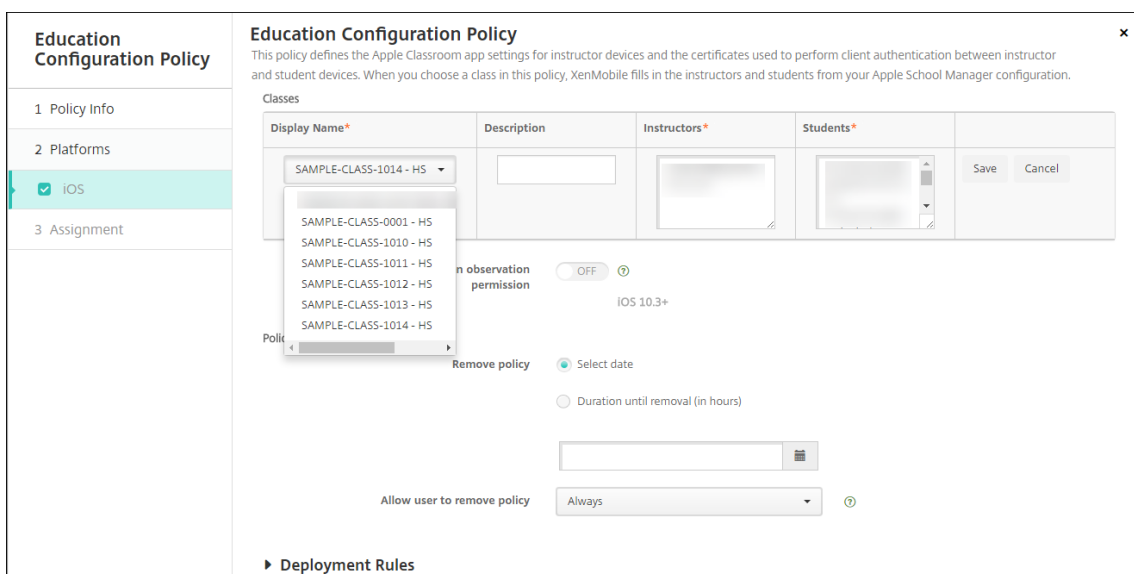 Education
Configuration Policy
1 Policy Info
2 Platforms
iOS
3 Assignment
Education Configuration Policy
×
This policy defines the Apple Classroom app settings for instructor devices and the certificates used to perform client authentication between instructor
and student devices. When you choose a class in this policy, XenMobile fills in the instructors and students from your Apple School Manager configuration.
Classes
Display Name* Description Instructors* Students*
SAMPLE-CLASS-1014 - HS Save Cancel
SAMPLE-CLASS-0001 - HS
SAMPLE-CLASS-1010 - HS
SAMPLE-CLASS-1011 - HS
SAMPLE-CLASS-1012 - HS
SAMPLE-CLASS-1013 - HS
SAMPLE-CLASS-1014 - HS
observation
permission
OFF ?
iOS 10.3+
Remove policy Select date
Duration until removal (in hours)
Allow user to remove policy Always ?
Deployment Rules